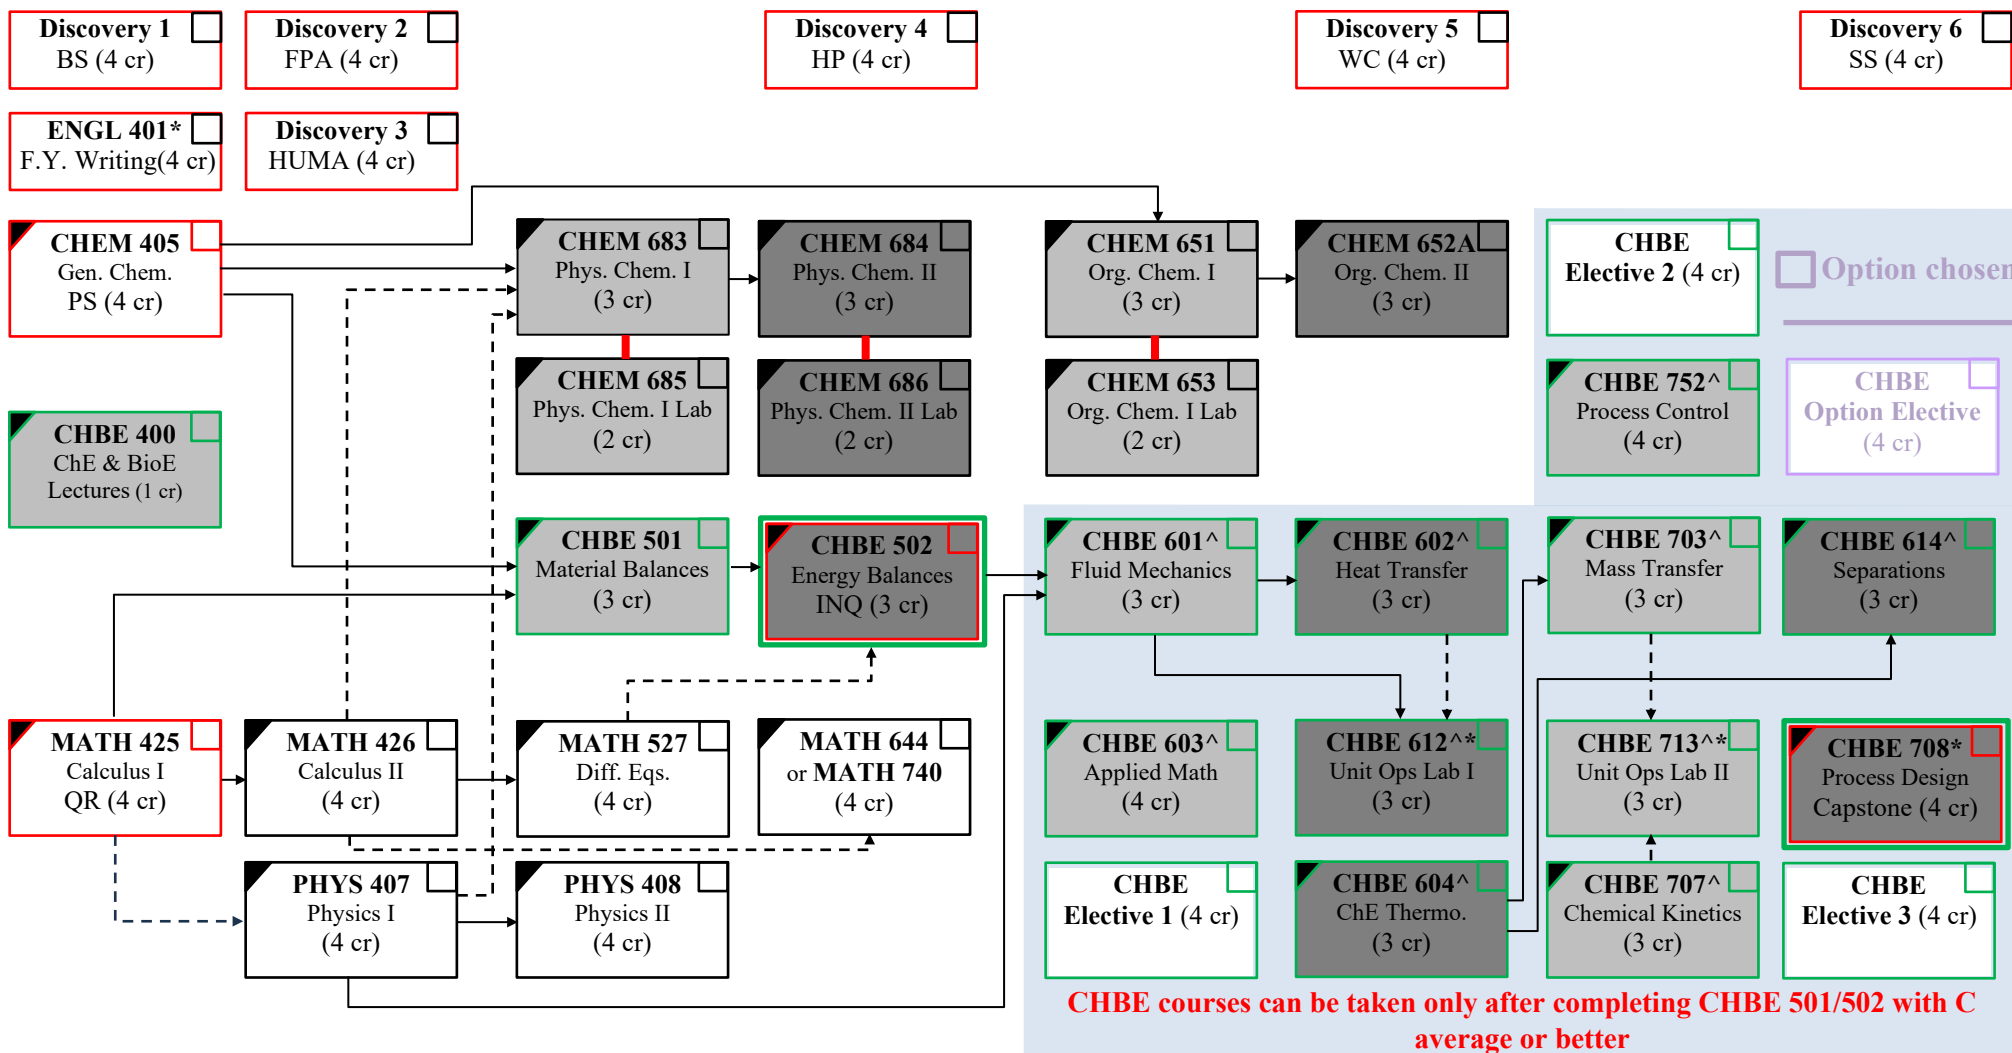 Discovery 1
BS (4 cr)
Discovery 2
FPA (4 cr)
Discovery 4
HP (4 cr)
Discovery 5
WC (4 cr)
Discovery 6
SS (4 cr)
ENGL 401*
F.Y. Writing(4 cr)
Discovery 3
HUMA (4 cr)
CHEM 405
Gen. Chem.
PS (4 cr)
CHEM 683
Phys. Chem. I
(3 cr)
CHEM 684
Phys. Chem. II
(3 cr)
CHEM 651
Org. Chem. I
(3 cr)
CHEM 652A
Org. Chem. II
(3 cr)
CHBE
Elective 2 (4 cr)
Option chosen
CHEM 685
Phys. Chem. I Lab
(2 cr)
CHEM 686
Phys. Chem. II Lab
(2 cr)
CHEM 653
Org. Chem. I Lab
(2 cr)
CHBE 752^
Process Control
(4 cr)
CHBE
Option Elective
(4 cr)
CHBE 400
ChE & BioE
Lectures (1 cr)
CHBE 501
Material Balances
(3 cr)
CHBE 502
Energy Balances
INQ (3 cr)
CHBE 601^
Fluid Mechanics
(3 cr)
CHBE 602^
Heat Transfer
(3 cr)
CHBE 703^
Mass Transfer
(3 cr)
CHBE 614^
Separations
(3 cr)
MATH 425
Calculus I
QR (4 cr)
MATH 426
Calculus II
(4 cr)
MATH 527
Diff. Eqs.
(4 cr)
MATH 644
or MATH 740
(4 cr)
CHBE 603^
Applied Math
(4 cr)
CHBE 612^*
Unit Ops Lab I
(3 cr)
CHBE 713^*
Unit Ops Lab II
(3 cr)
CHBE 708*
Process Design
Capstone (4 cr)
PHYS 407
Physics I
(4 cr)
PHYS 408
Physics II
(4 cr)
CHBE
Elective 1 (4 cr)
CHBE 604^
ChE Thermo.
(3 cr)
CHBE 707^
Chemical Kinetics
(3 cr)
CHBE
Elective 3 (4 cr)
CHBE courses can be taken only after completing CHBE 501/502 with C
average or better